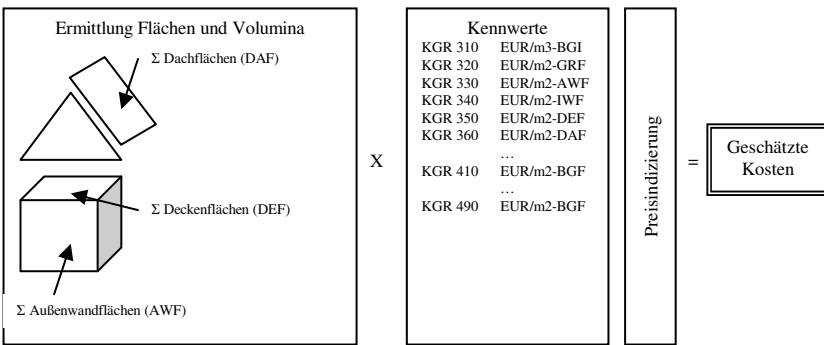 Ermittlung Flächen und Volumina
Σ Dachflächen (DAF)
Σ Deckenflächen (DEF)
Σ Außenwandflächen (AWF)
X
Kennwerte
KGR 310 EUR/m3-BGI
KGR 320 EUR/m2-GRF
KGR 330 EUR/m2-AWF
KGR 340 EUR/m2-IWF
KGR 350 EUR/m2-DEF
KGR 360 EUR/m2-DAF
…
KGR 410 EUR/m2-BGF
…
KGR 490 EUR/m2-BGF
Preisindizierung
=
Geschätzte
Kosten